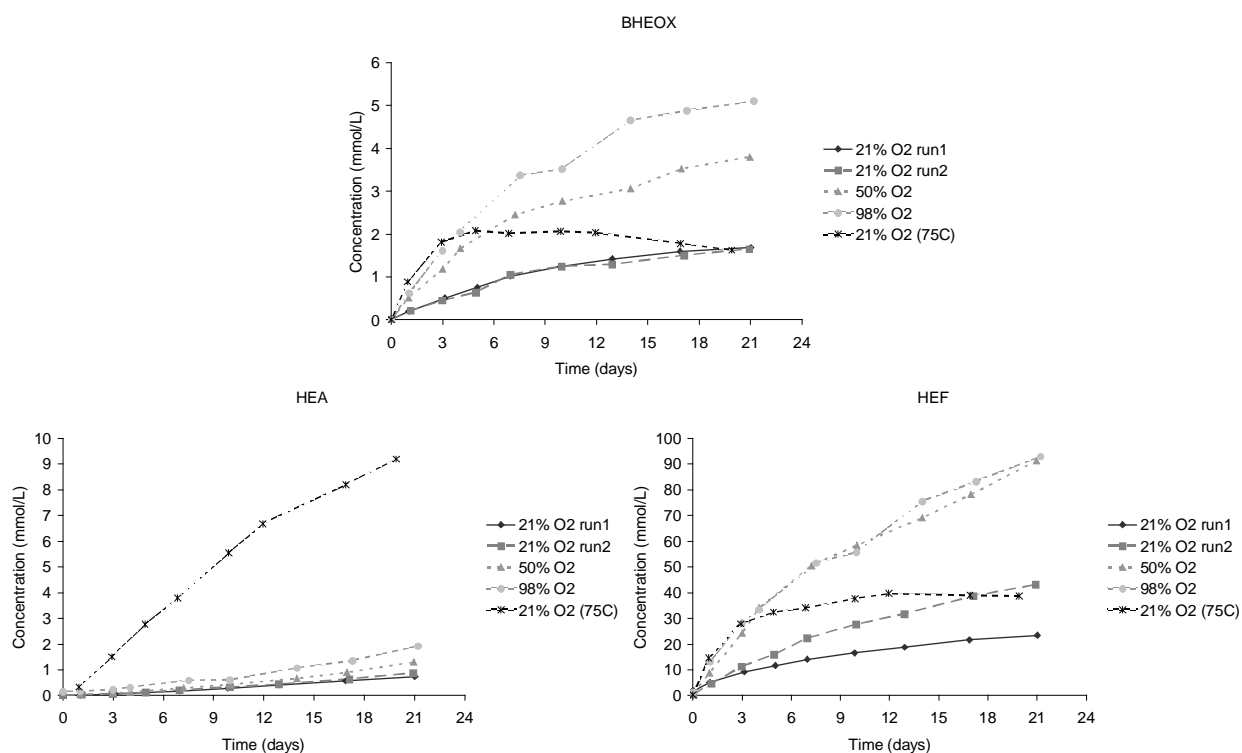 BHEOX
Concentration (mmol/L)
6
5
4
3
2
1
0
0 3 6 9 12 15 18 21 24
Time (days)
21% O2 run1
21% O2 run2
50% O2
98% O2
21% O2 (75C)
HEA
Concentration (mmol/L)
10
9
8
7
6
5
4
3
2
1
0
0 3 6 9 12 15 18 21 24
Time (days)
21% O2 run1
21% O2 run2
50% O2
98% O2
21% O2 (75C)
HEF
Concentration (mmol/L)
100
90
80
70
60
50
40
30
20
10
0
0 3 6 9 12 15 18 21 24
Time (days)
21% O2 run1
21% O2 run2
50% O2
98% O2
21% O2 (75C)